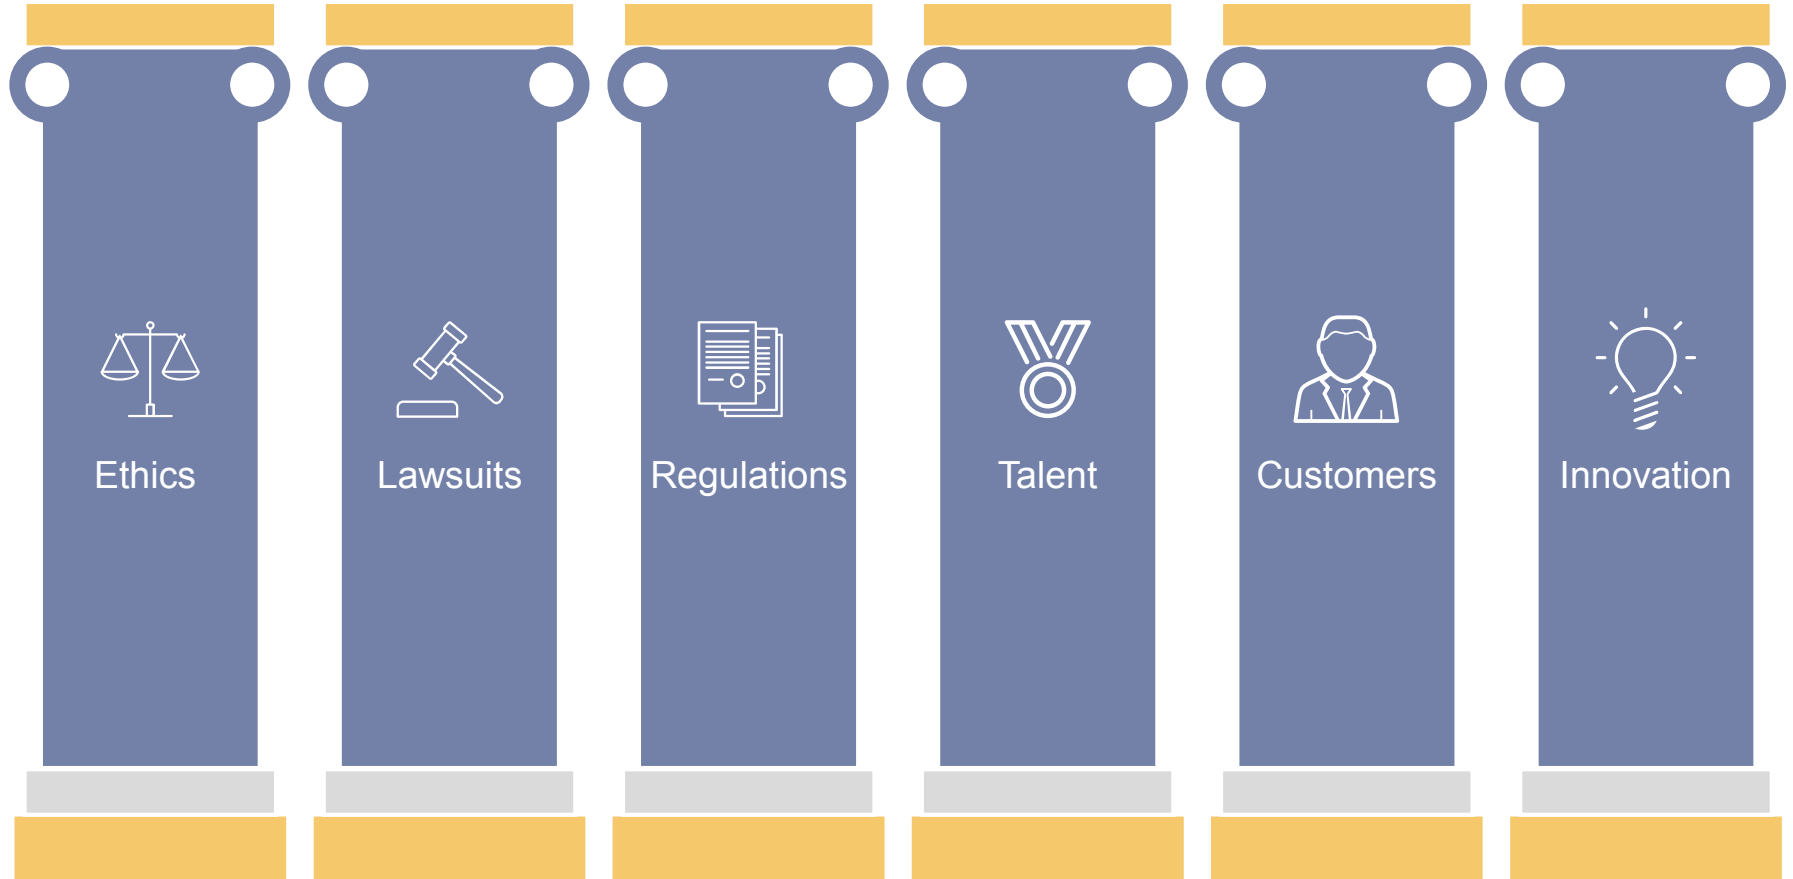 Ethics
Lawsuits
Regulations
Talent
Customers
Innovation